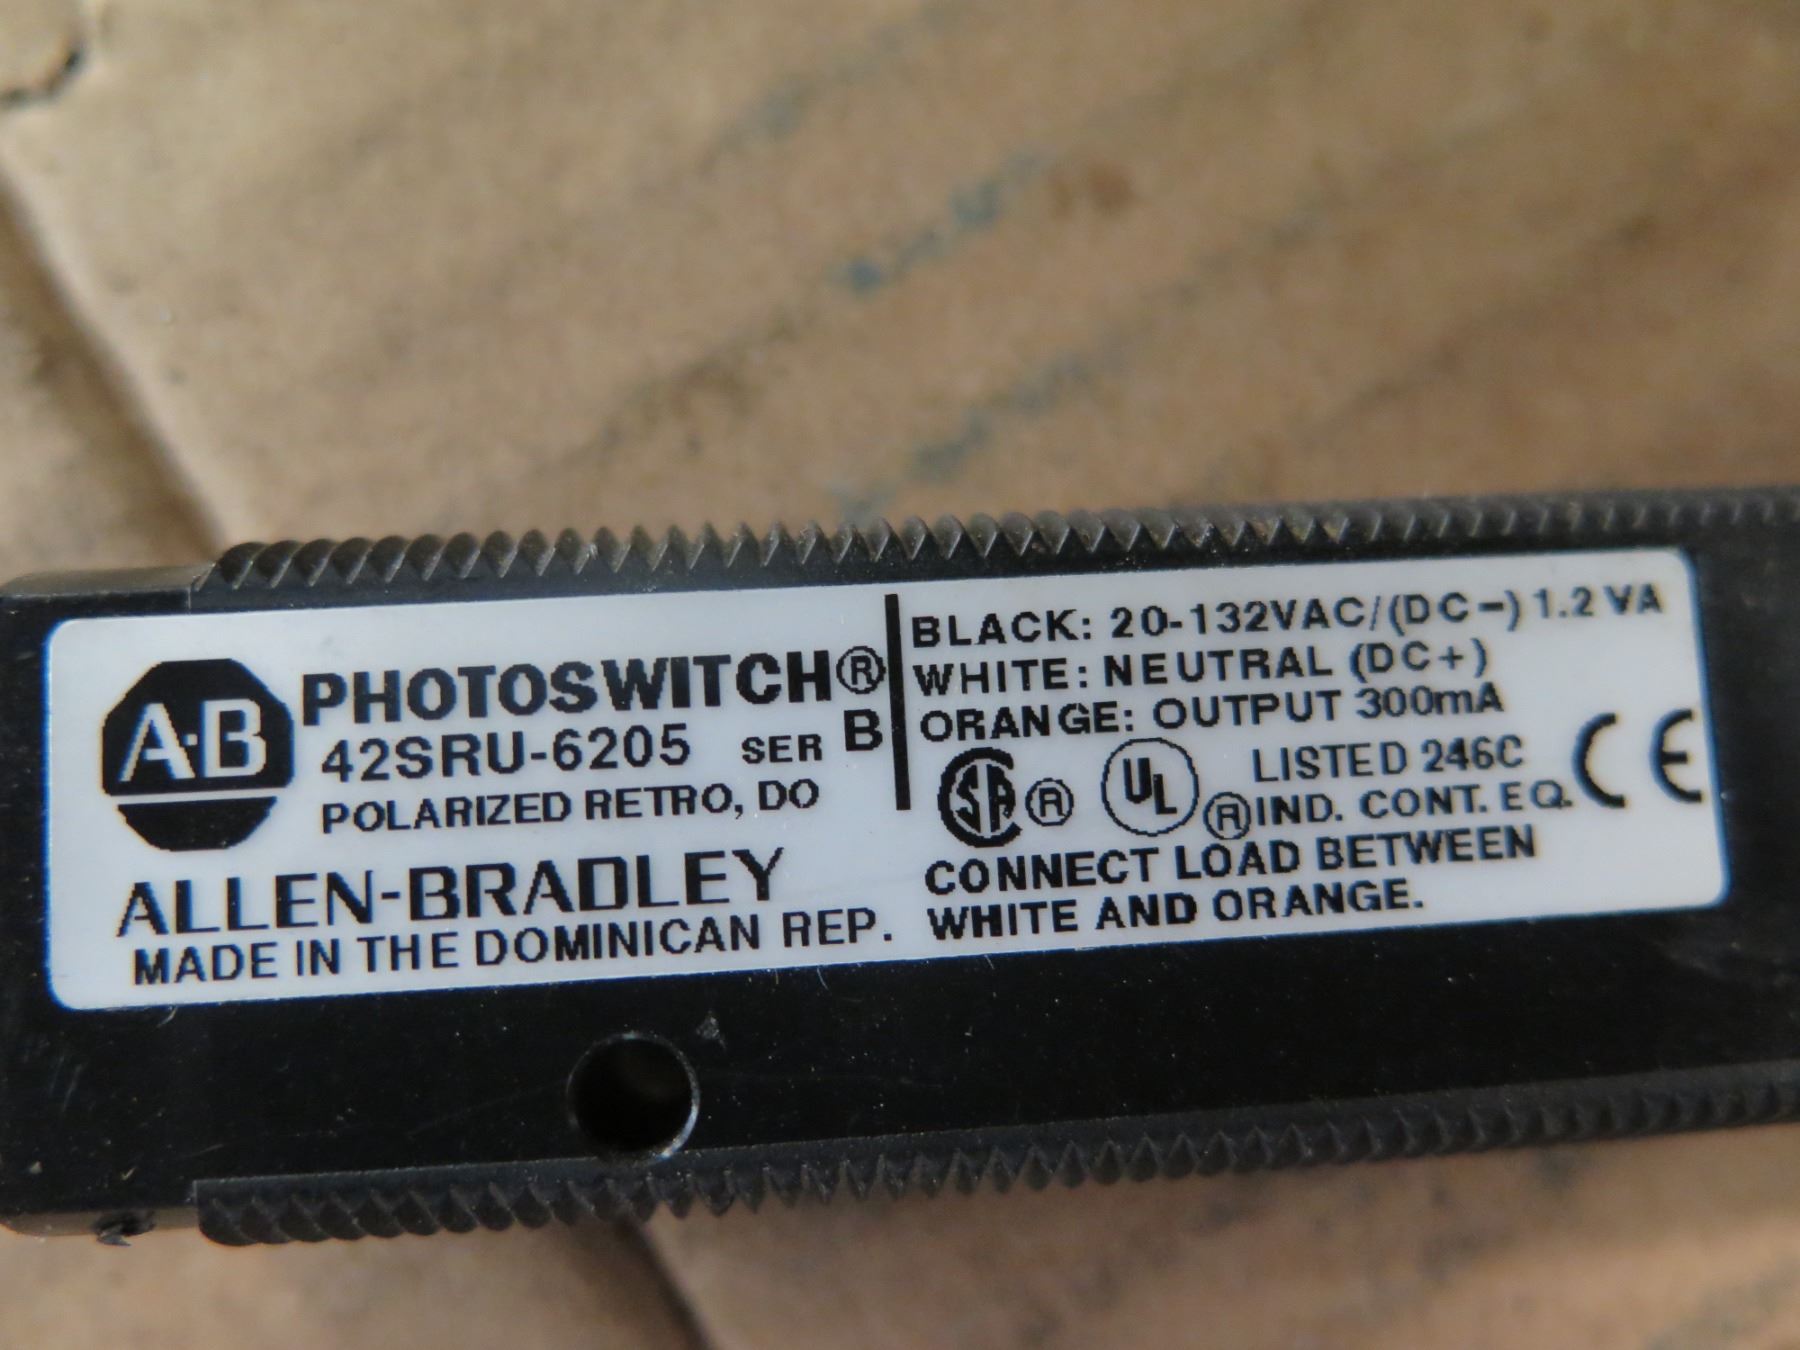 A·B
PHOTOSWITCH®
42SRU-6205 SER B
POLARIZED RETRO, DO
ALLEN-BRADLEY
MADE IN THE DOMINICAN REP.
BLACK: 20-132VAC/(DC-) 1.2 VA
WHITE: NEUTRAL (DC+)
ORANGE: OUTPUT 300mA
SA ® UL ® LISTED 246C
IND. CONT. EQ. CE
CONNECT LOAD BETWEEN
WHITE AND ORANGE.